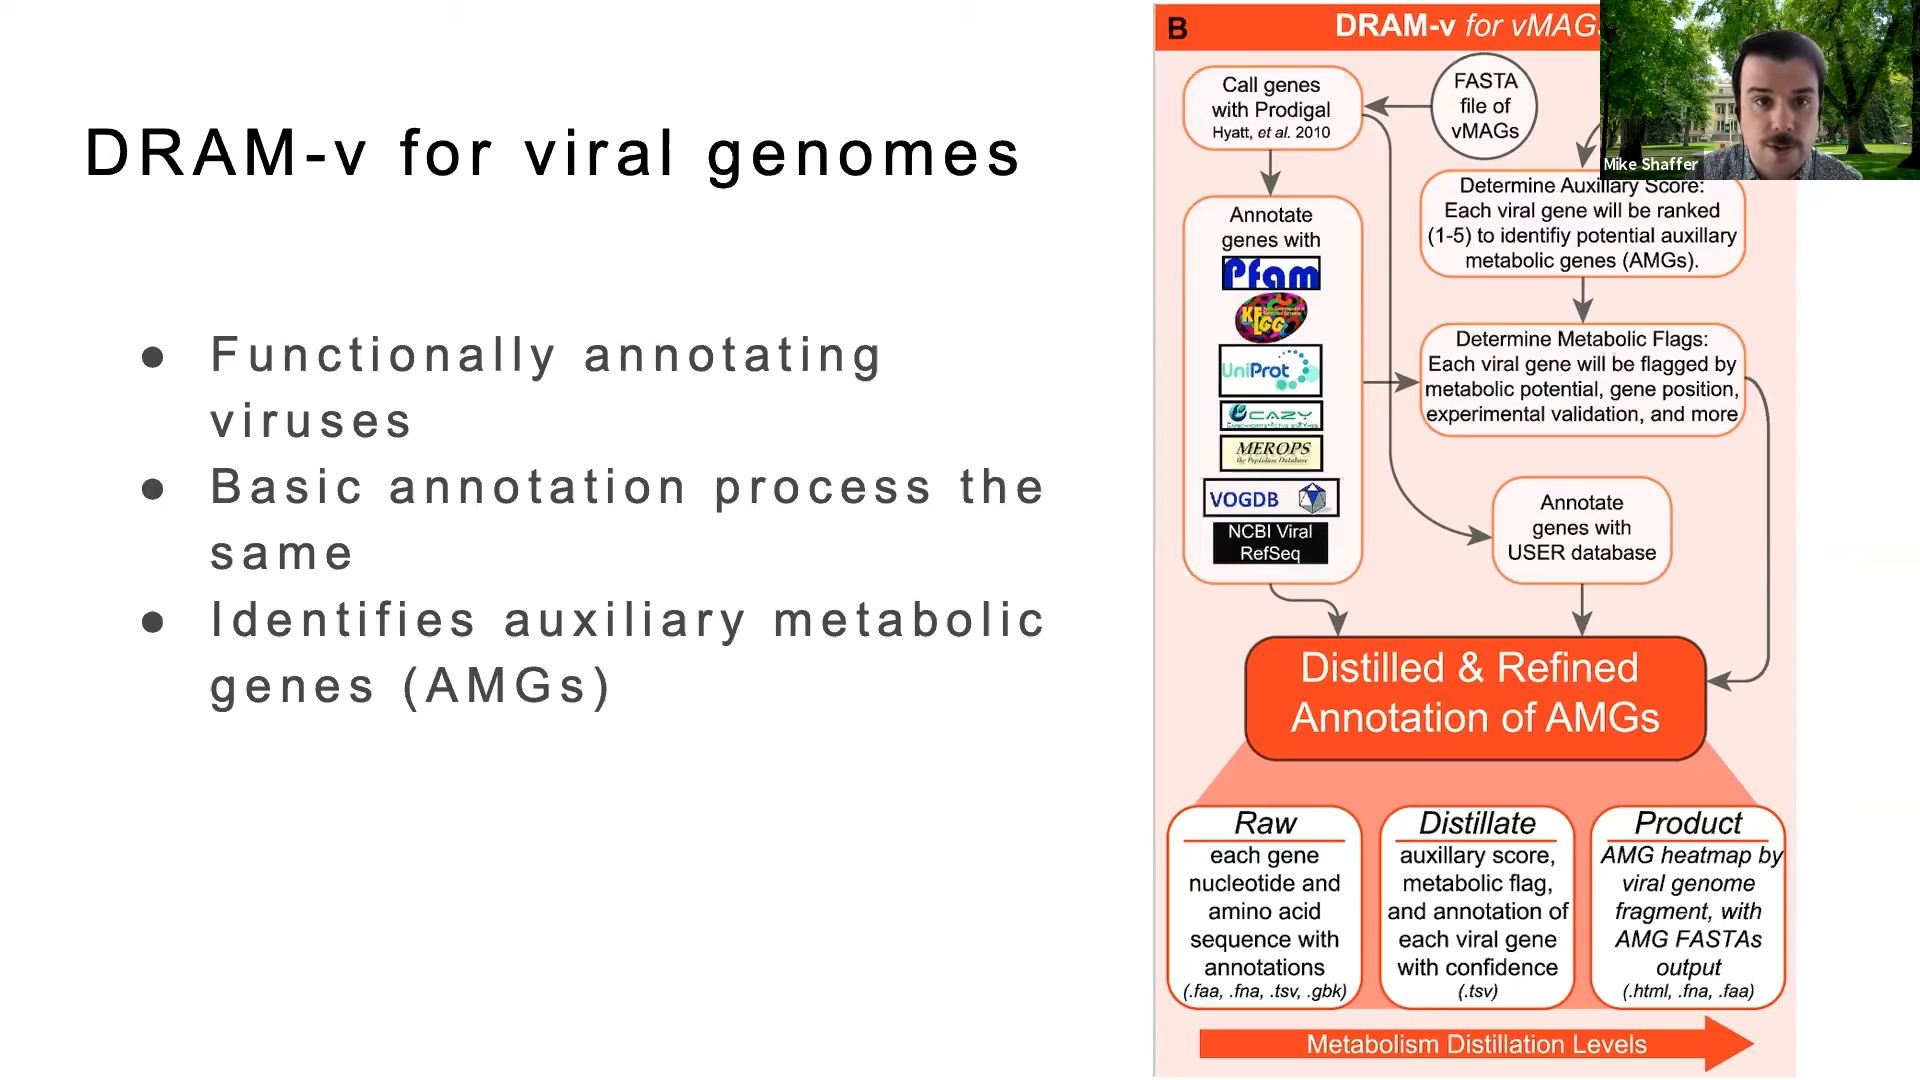 DRAM-v for viral genomes
● Functionally annotating
viruses
● Basic annotation process the
same
● Identifies auxiliary metabolic
genes (AMGs)
B
DRAM-v for vMAGs
Call genes
with Prodigal
Hyatt, et al. 2010
FASTA
file of
vMAGs
Mike Shaffer
Determine Auxillary Score:
Each viral gene will be ranked
(1-5) to identifiy potential auxillary
metabolic genes (AMGs).
Annotate
genes with
Pfam
KEGG
UniProt
CAZY
CarbohydrateActive enZYmes
MEROPS
the Peptidase Database
VOGDB
NCBI Viral
RefSeq
Determine Metabolic Flags:
Each viral gene will be flagged by
metabolic potential, gene position,
experimental validation, and more
Annotate
genes with
USER database
Distilled & Refined
Annotation of AMGs
Raw
each gene
nucleotide and
amino acid
sequence with
annotations
(.faa, .fna, .tsv, .gbk)
Distillate
auxillary score,
metabolic flag,
and annotation of
each viral gene
with confidence
(.tsv)
Product
AMG heatmap by
viral genome
fragment, with
AMG FASTAs
output
(.html, .fna, .faa)
Metabolism Distillation Levels